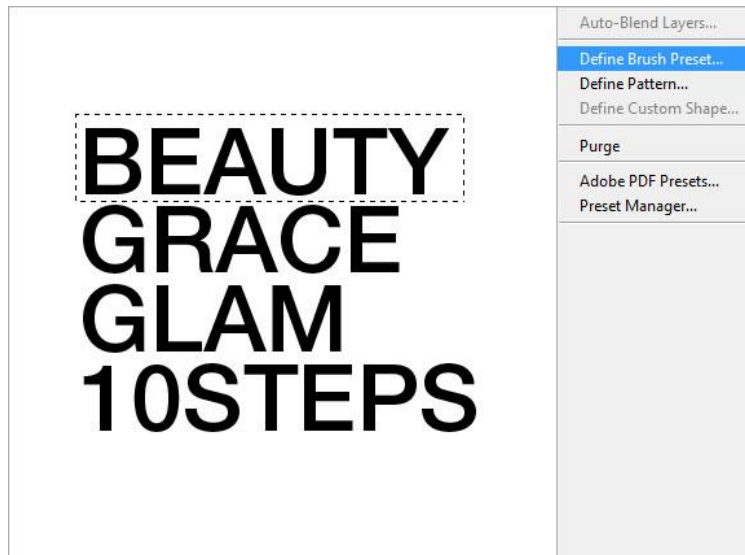 BEAUTY
GRACE
GLAM
10STEPS
Auto-Blend Layers...
Define Brush Preset...
Define Pattern...
Define Custom Shape...
Purge
Adobe PDF Presets...
Preset Manager...